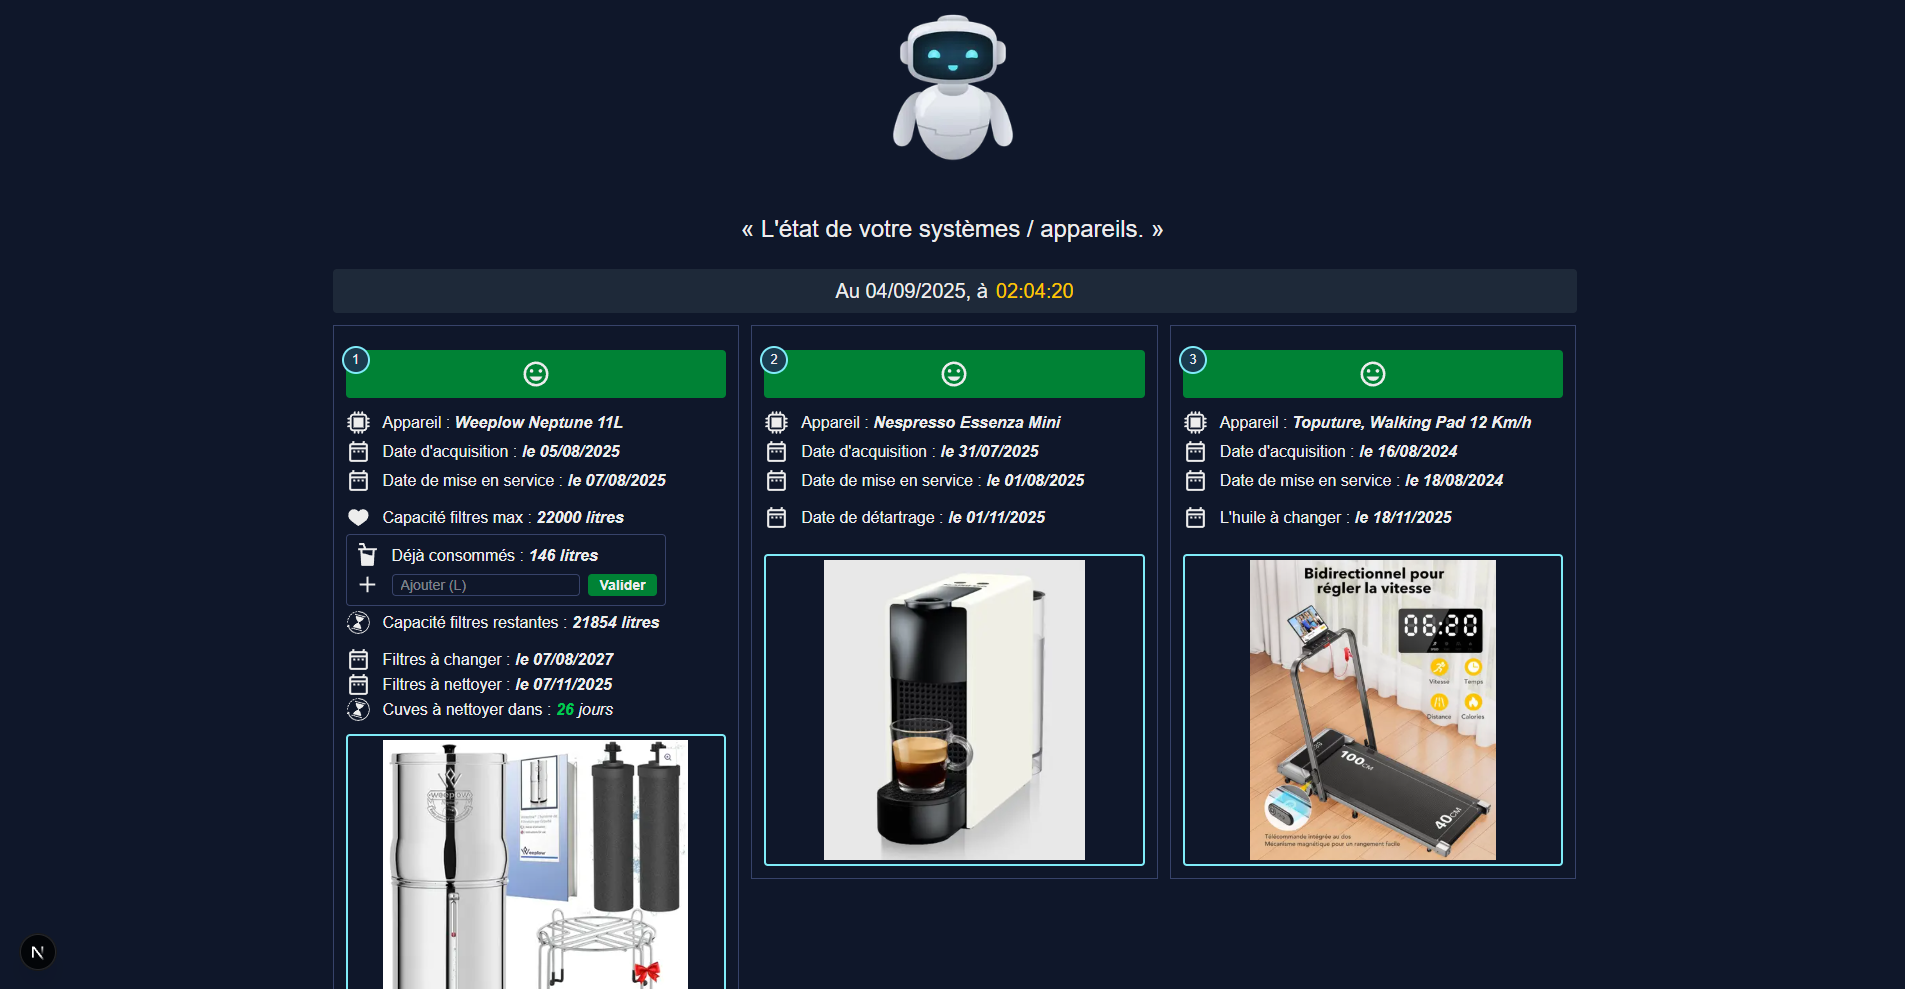 « L'état de votre systèmes / appareils. »
Au 04/09/2025, à 02:04:20
1
Appareil : Weeplow Neptune 11L
Date d'acquisition : le 05/08/2025
Date de mise en service : le 07/08/2025
Capacité filtres max : 22000 litres
Déjà consommés : 146 litres
Ajouter (L)
Valider
Capacité filtres restantes : 21854 litres
Filtres à changer : le 07/08/2027
Filtres à nettoyer : le 07/11/2025
Cuves à nettoyer dans : 26 jours
weeplow
Weeplow
2
Appareil : Nespresso Essenza Mini
Date d'acquisition : le 31/07/2025
Date de mise en service : le 01/08/2025
Date de détartrage : le 01/11/2025
3
Appareil : Toputure, Walking Pad 12 Km/h
Date d'acquisition : le 16/08/2024
Date de mise en service : le 18/08/2024
L'huile à changer : le 18/11/2025
Bidirectionnel pour
régler la vitesse
06:20
Vitesse
Temps
Distance
Calories
100CM
40CM
Télécommande intégrée au dos
Mécanisme magnétique pour un rangement facile
N